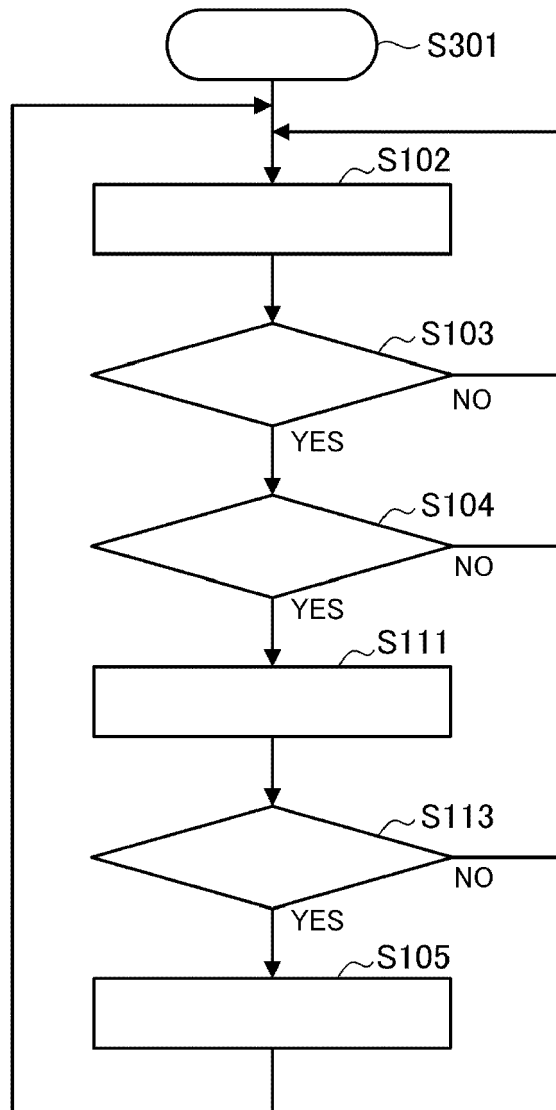 S301
S102
S103
NO
YES
S104
NO
YES
S111
S113
NO
YES
S105